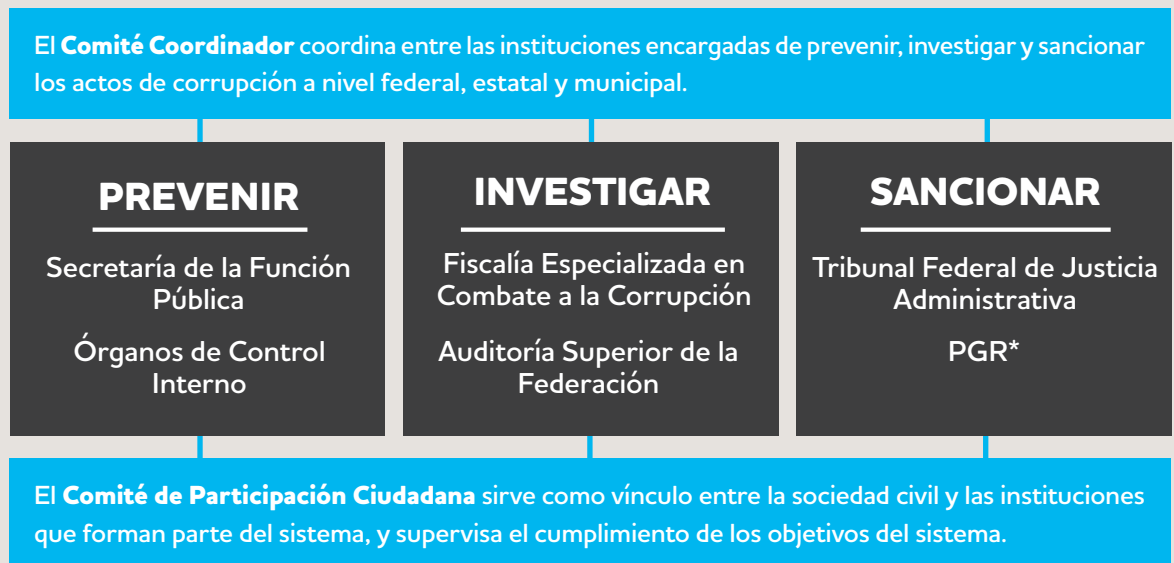 El Comité Coordinador coordina entre las instituciones encargadas de prevenir, investigar y sancionar
los actos de corrupción a nivel federal, estatal y municipal.
PREVENIR
Secretaría de la Función
Pública
Órganos de Control
Interno
INVESTIGAR
Fiscalía Especializada en
Combate a la Corrupción
Auditoría Superior de la
Federación
SANCIONAR
Tribunal Federal de Justicia
Administrativa
PGR*
El Comité de Participación Ciudadana sirve como vínculo entre la sociedad civil y las instituciones
que forman parte del sistema, y supervisa el cumplimiento de los objetivos del sistema.